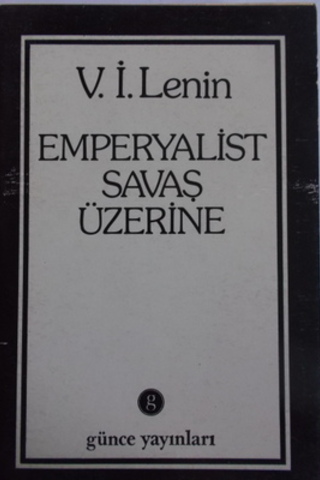 V. İ. Lenin
EMPERYALİST
SAVAŞ
ÜZERİNE
g
günce yayınları